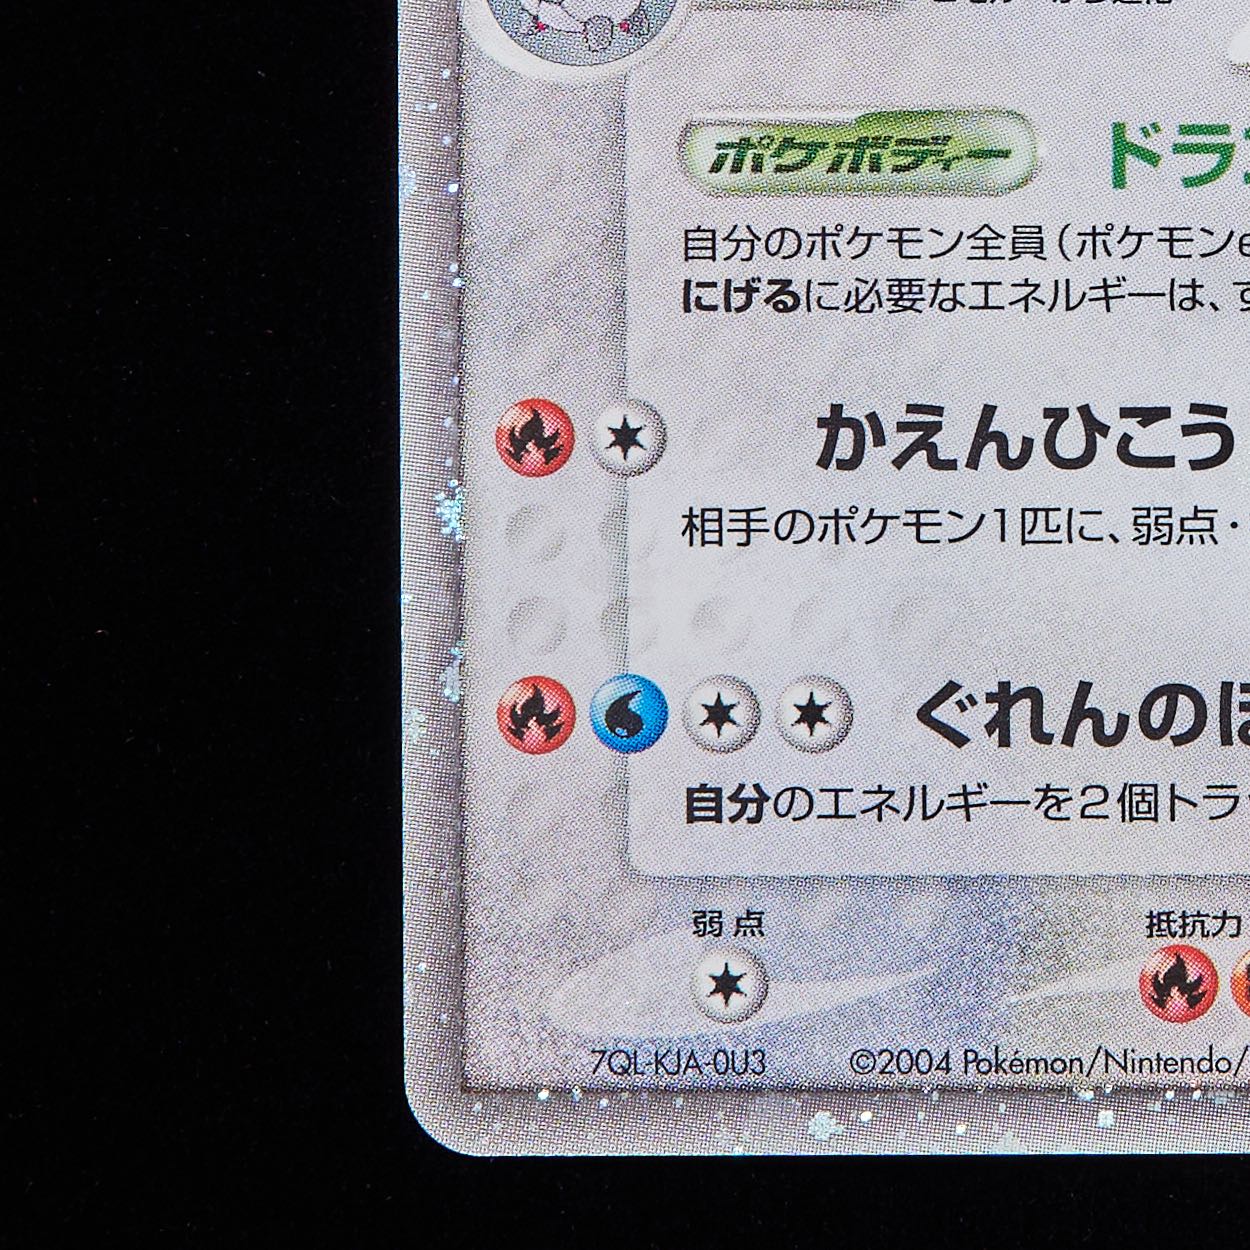 ポケボディー ドラ
自分のポケモン全員(ポケモンe
にげるに必要なエネルギーは、す
かえんひこう
相手のポケモン1匹に、弱点・
ぐれんのほ
自分のエネルギーを2個トラ
弱点 抵抗力
7QL-KJA-0U3 ©2004 Pokémon/Nintendo/